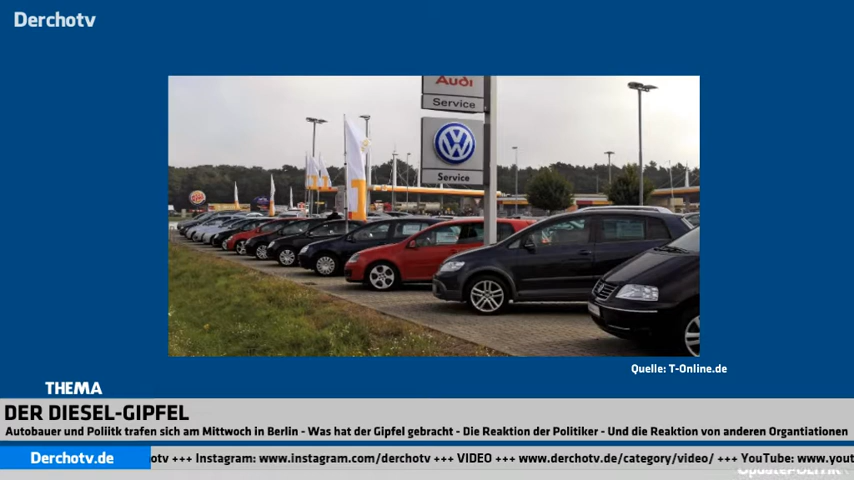 Derchotv
Audi
Service
Service
Quelle: T-Online.de
THEMA
DER DIESEL-GIPFEL
Autobauer und Poliitk trafen sich am Mittwoch in Berlin - Was hat der Gipfel gebracht - Die Reaktion der Politiker - Und die Reaktion von anderen Organtiationen
Derchotv.de
otv +++ Instagram: www.instagram.com/derchotv +++ VIDEO +++ www.derchotv.de/category/video/ +++ YouTube: www.yout
UpdatePOLITIK